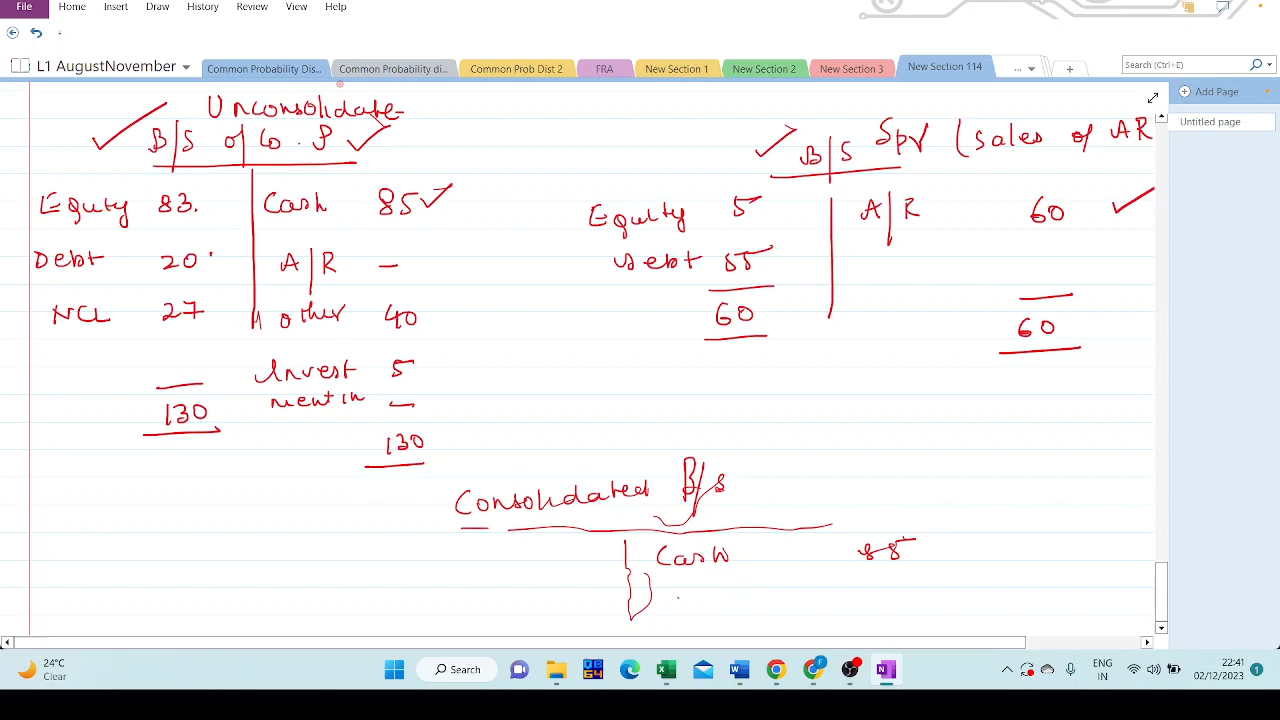 File Home Insert Draw History Review View Help
L1 AugustNovember
Common Probability Dis... Common Probability di... Common Prob Dist 2 FRA New Section 1 New Section 2 New Section 3 New Section 114 ...
Search (Ctrl+E)
Add Page
Untitled page
Unconsolidate
B/S of Co. P
Equity 83. Cash 85
Debt 20 A/R –
NCL 27 other 40
Invest 5
ment in –
130
130
B/S Spv (Sales of AR
Equity 5 A/R 60
Debt 55
60 60
Consolidated B/s
Cash 85
24°C
Clear
Search
ENG
IN
22:41
02/12/2023